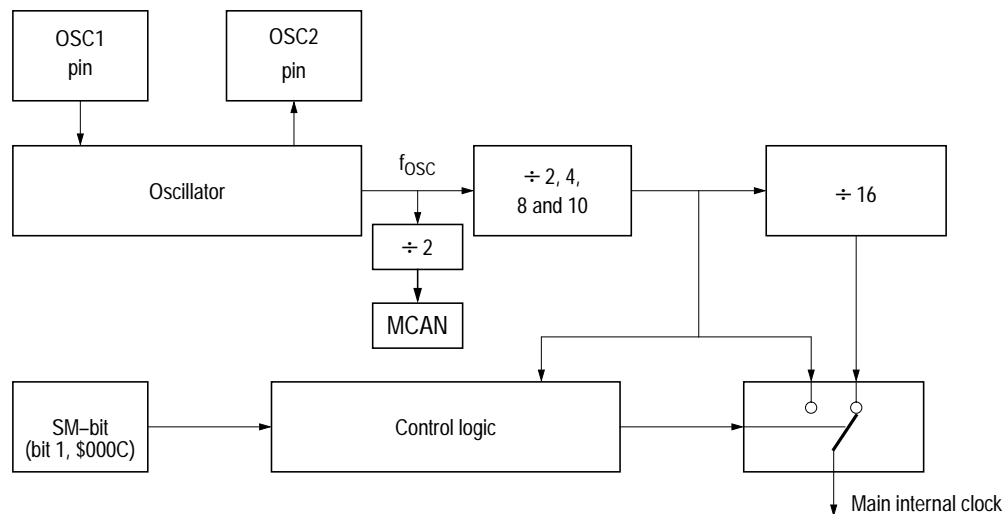 OSC1
pin
OSC2
pin
Oscillator
fOSC
÷ 2, 4,
8 and 10
÷ 16
÷ 2
MCAN
SM–bit
(bit 1, $000C)
Control logic
Main internal clock